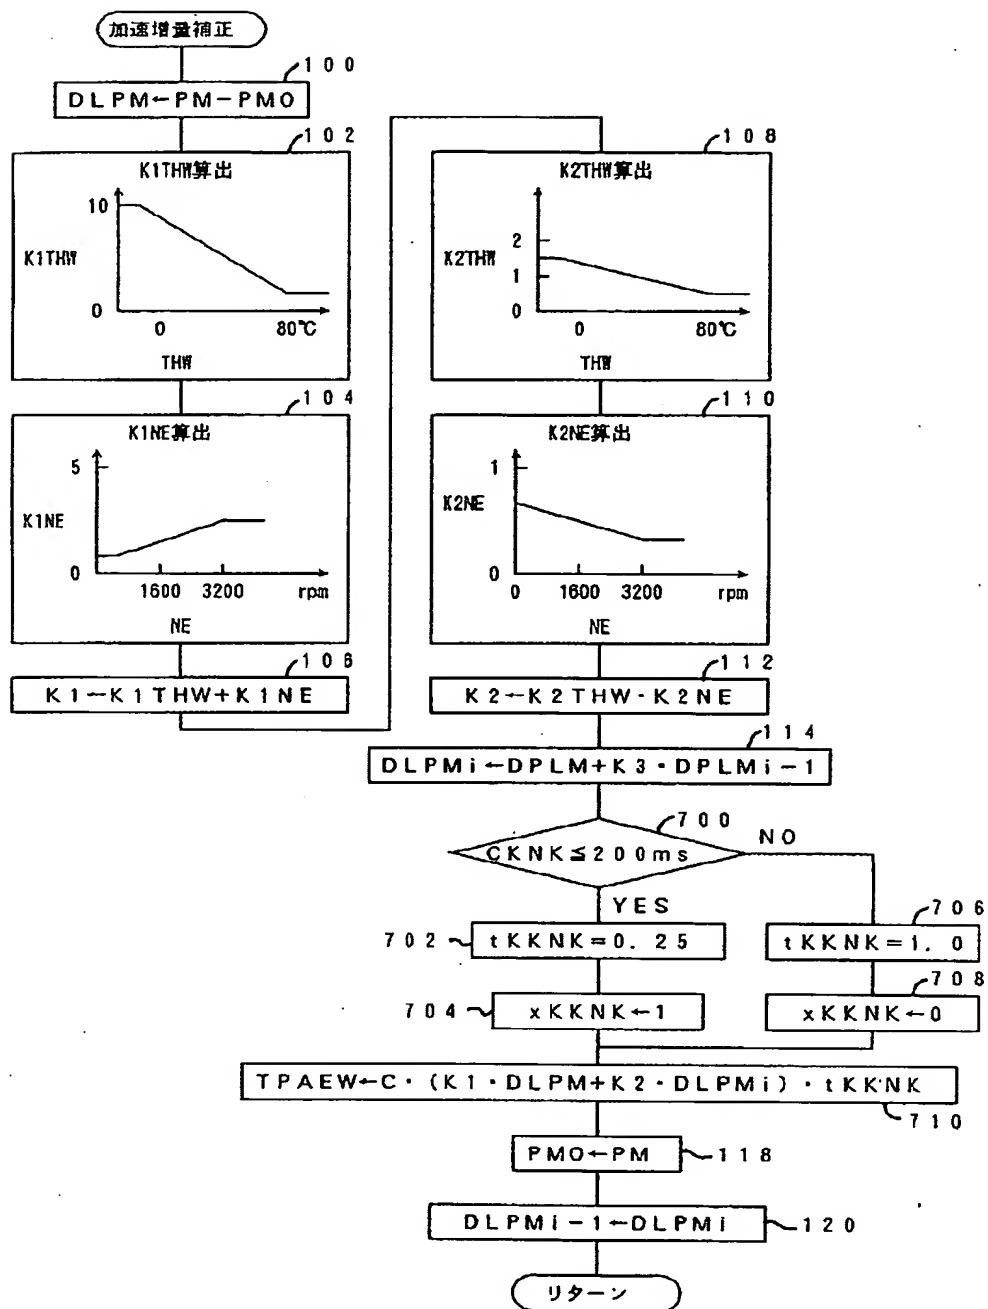 加速増量補正
100
DLPM←PM−PMO
102
K1THW算出
10
K1THW
0
0
80℃
THW
104
K1NE算出
5
K1NE
0
1600
3200
rpm
NE
106
K1←K1THW+K1NE
108
K2THW算出
2
K2THW
1
0
0
80℃
THW
110
K2NE算出
1
K2NE
0
0
1600
3200
rpm
NE
112
K2←K2THW・K2NE
114
DLPMi←DPLM+K3・DPLMi−1
700
CKNK≦200ms
NO
YES
702
tKKNK=0.25
706
tKKNK=1.0
704
xKKNK←1
708
xKKNK←0
TPAEW←C・(K1・DLPM+K2・DLPMi)・tKKNK
710
PMO←PM
118
DLPMi−1←DLPMi
120
リターン